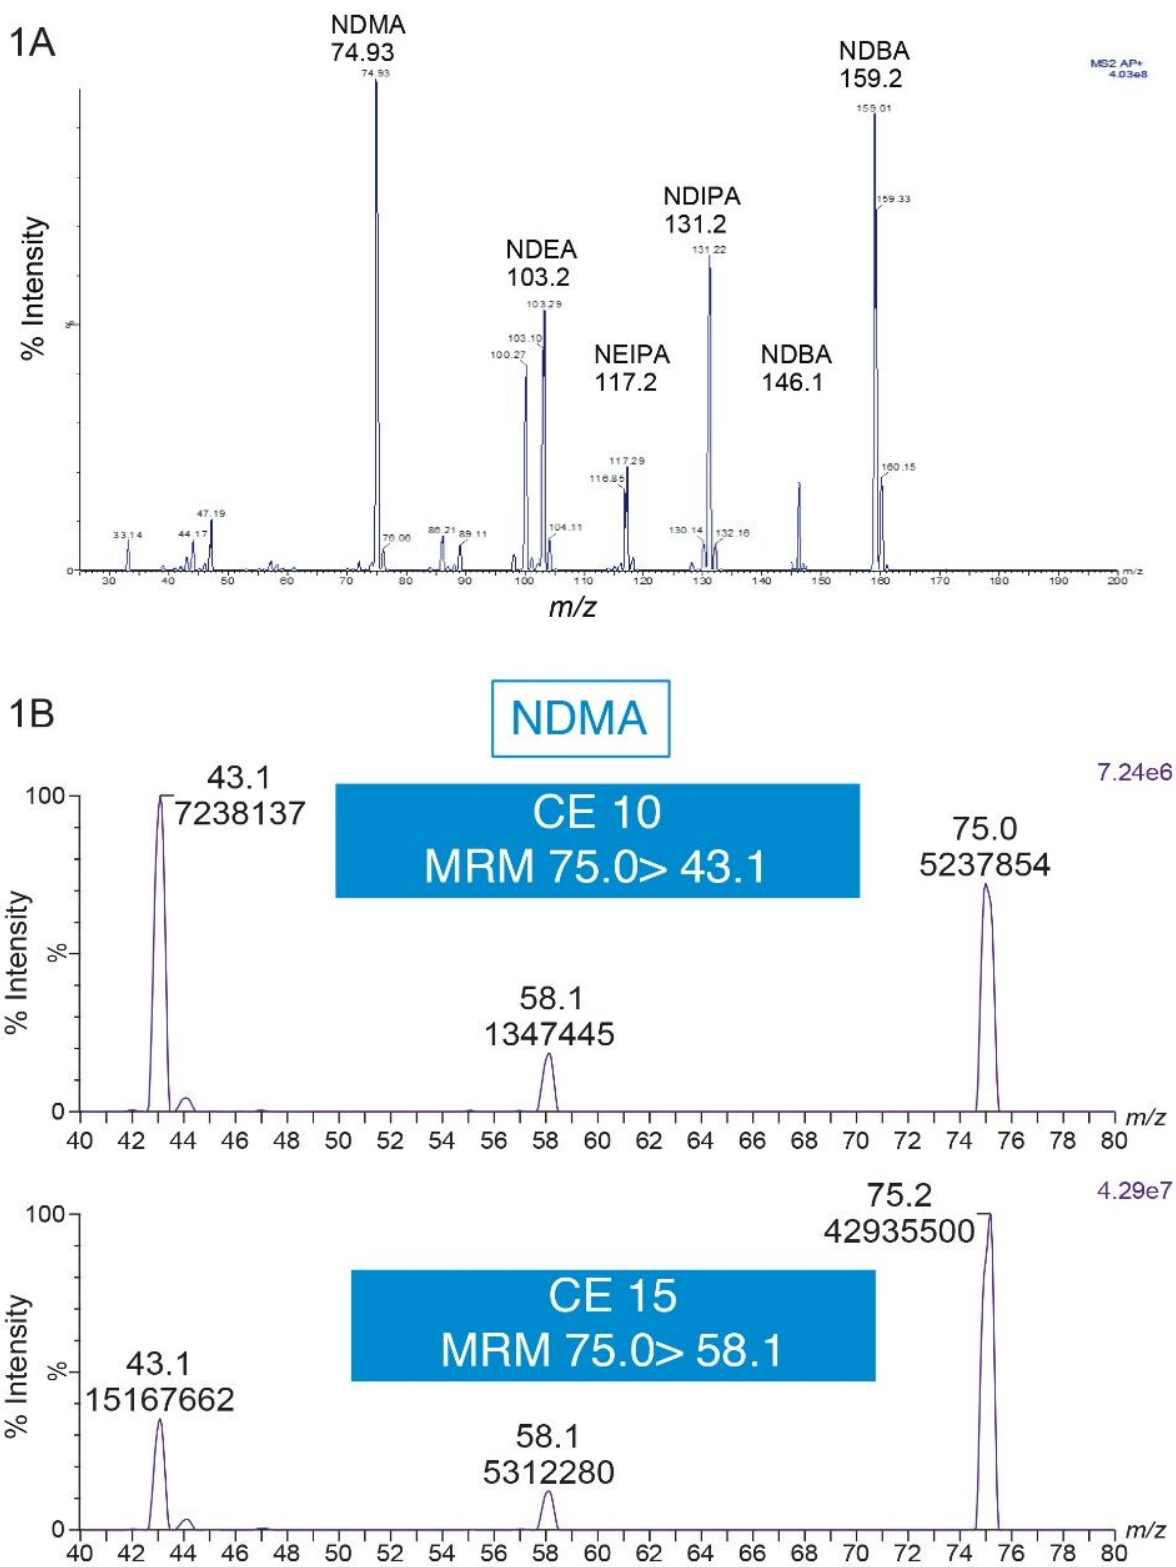 1A
NDMA
74.93
74.93
NDBA
159.2
159.01
MS2 AP+
4.03e8
159.33
NDIPA
131.2
131.22
NDEA
103.2
103.29
103.10
100.27
NEIPA
117.2
NDBA
146.1
117.29
116.85
160.15
47.19
33.14
44.17
76.06
86.21
89.11
104.11
130.14
132.16
% Intensity
%
0
30 40 50 60 70 80 90 100 110 120 130 140 150 160 170 180 190 200
m/z
m/z
1B
NDMA
7.24e6
43.1
7238137
CE 10
MRM 75.0> 43.1
75.0
5237854
58.1
1347445
100
% Intensity
%
0
40 42 44 46 48 50 52 54 56 58 60 62 64 66 68 70 72 74 76 78 80
m/z
4.29e7
75.2
42935500
CE 15
MRM 75.0> 58.1
43.1
15167662
58.1
5312280
100
% Intensity
%
0
40 42 44 46 48 50 52 54 56 58 60 62 64 66 68 70 72 74 76 78 80
m/z